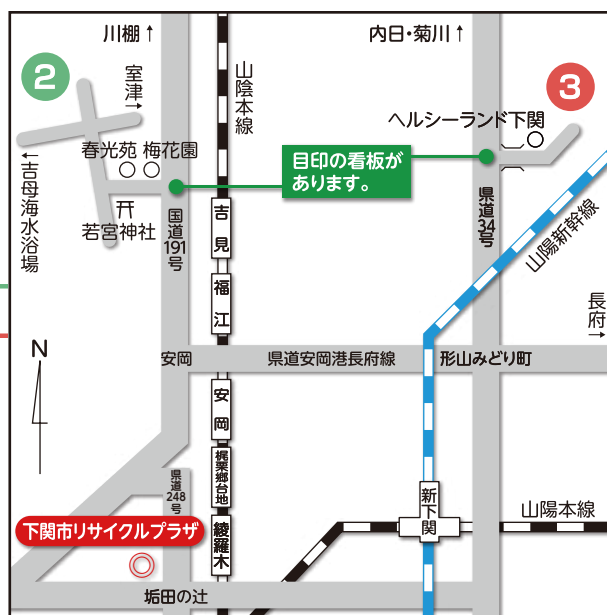 川棚↑
内日・菊川↑
2
3
室津→
山陰本線
ヘルシーランド下関
春光苑 梅花園
目印の看板が
あります。
←吉母海水浴場
若宮神社
国道191号
県道34号
山陽新幹線
吉見
福江
長府→
N
安岡
県道安岡港長府線
形山みどり町
安岡
梶栗郷台地
県道248号
新下関
山陽本線
下関市リサイクルプラザ
綾羅木
垢田の辻